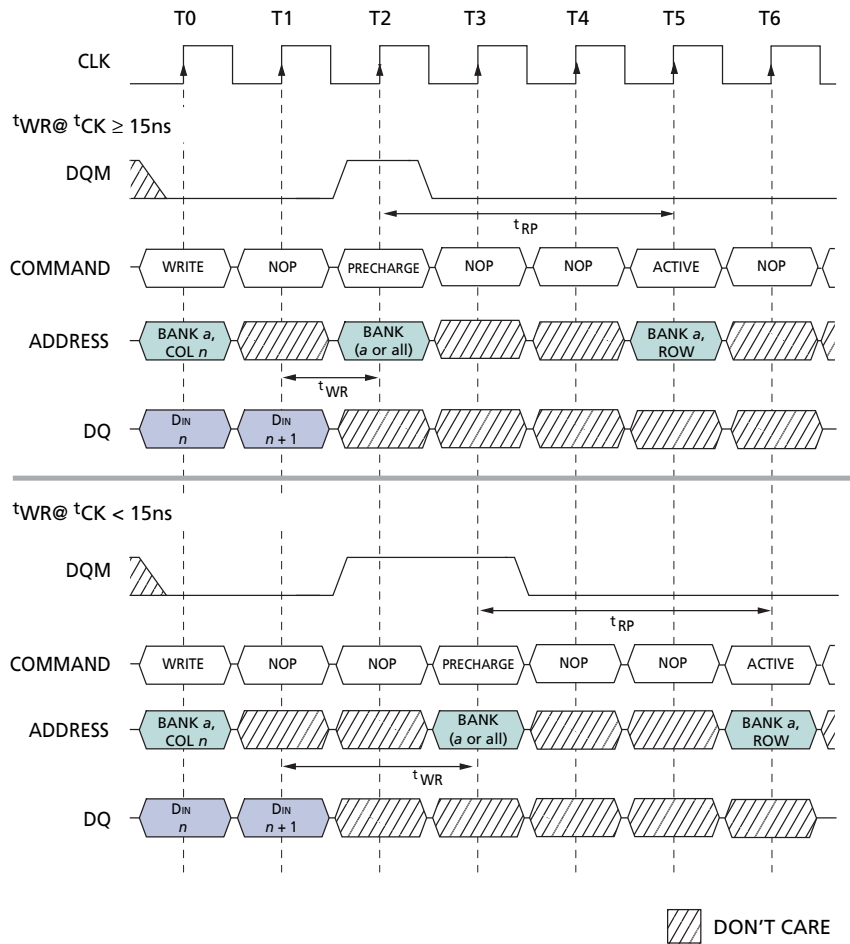 T0 T1 T2 T3 T4 T5 T6
CLK
tWR@ tCK ≥ 15ns
DQM
tRP
COMMAND WRITE NOP PRECHARGE NOP NOP ACTIVE NOP
ADDRESS BANK a, COL n BANK (a or all) BANK a, ROW
tWR
DQ DIN n DIN n + 1
tWR@ tCK < 15ns
DQM
tRP
COMMAND WRITE NOP NOP PRECHARGE NOP NOP ACTIVE
ADDRESS BANK a, COL n BANK (a or all) BANK a, ROW
tWR
DQ DIN n DIN n + 1
DON'T CARE